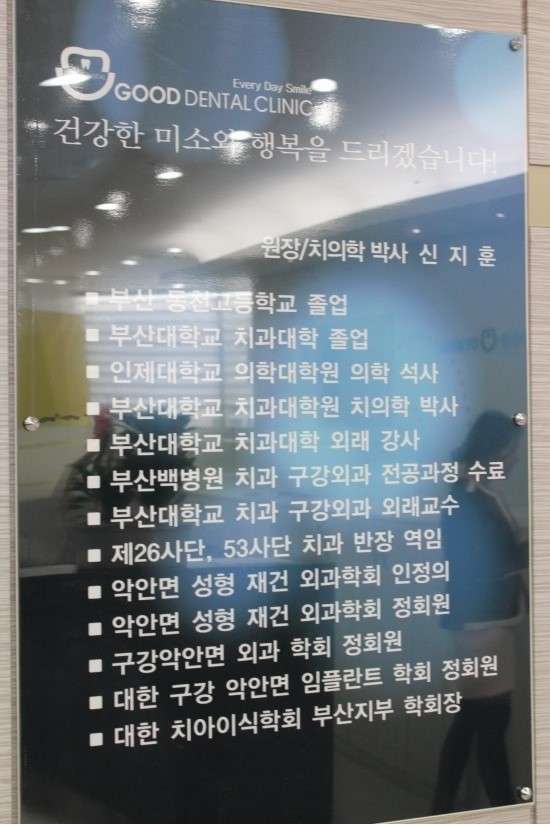 Every Day Smile
GOOD DENTAL CLINIC
건강한 미소와 행복을 드리겠습니다!
원장/치의학 박사 신 지 훈
■ 부산 동천고등학교 졸업
■ 부산대학교 치과대학 졸업
■ 인제대학교 의학대학원 의학 석사
■ 부산대학교 치과대학원 치의학 박사
■ 부산대학교 치과대학 외래 강사
■ 부산백병원 치과 구강외과 전공과정 수료
■ 부산대학교 치과 구강외과 외래교수
■ 제26사단, 53사단 치과 반장 역임
■ 악안면 성형 재건 외과학회 인정의
■ 악안면 성형 재건 외과학회 정회원
■ 구강악안면 외과 학회 정회원
■ 대한 구강 악안면 임플란트 학회 정회원
■ 대한 치아이식학회 부산지부 학회장